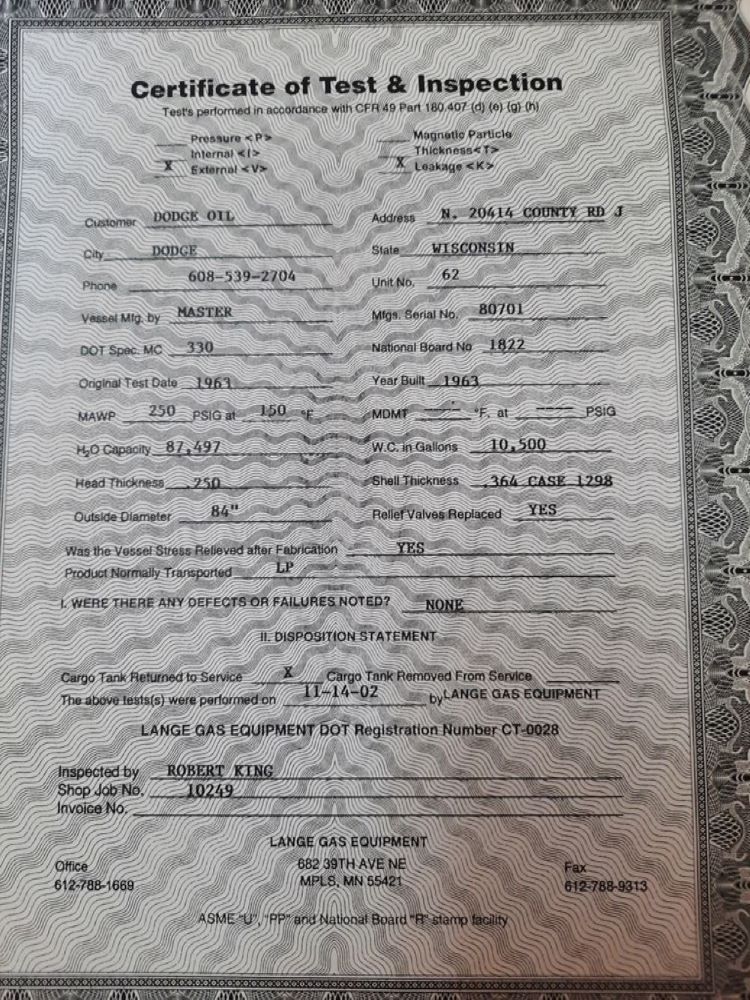 Certificate of Test & Inspection
Test's performed in accordance with CFR 49 Part 180.407 (d) (e) (g) (h)
Pressure <P> Magnetic Particle
Internal <I> Thickness<T>
X External <V> X Leakage <K>
Customer DODGE OIL Address N. 20414 COUNTY RD J
City DODGE State WISCONSIN
Phone 608-539-2704 Unit No. 62
Vessel Mfg. by MASTER Mfgs. Serial No. 80701
DOT Spec. MC 330 National Board No 1822
Original Test Date 1963 Year Built 1963
MAWP 250 PSIG at 150 °F MDMT ---- °F. at ---- PSIG
H₂O Capacity 87,497 W.C. in Gallons 10,500
Head Thickness .250 Shell Thickness .364 CASE 1298
Outside Diameter 84" Relief Valves Replaced YES
Was the Vessel Stress Relieved after Fabrication YES
Product Normally Transported LP
I. WERE THERE ANY DEFECTS OR FAILURES NOTED? NONE
II. DISPOSITION STATEMENT
Cargo Tank Returned to Service X Cargo Tank Removed From Service
The above tests(s) were performed on 11-14-02 by LANGE GAS EQUIPMENT
LANGE GAS EQUIPMENT DOT Registration Number CT-0028
Inspected by ROBERT KING
Shop Job No. 10249
Invoice No.
LANGE GAS EQUIPMENT
Office 682 39TH AVE NE Fax
612-788-1669 MPLS, MN 55421 612-788-9313
ASME "U", "PP" and National Board "R" stamp facility